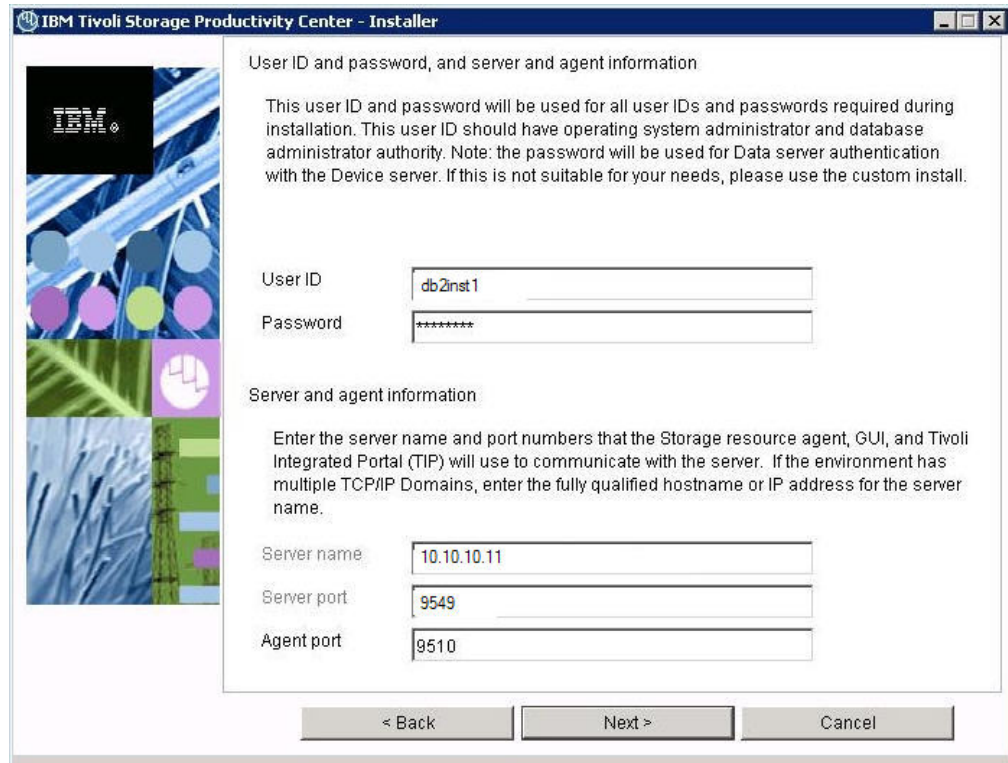 IBM Tivoli Storage Productivity Center - Installer
IBM®
User ID and password, and server and agent information
This user ID and password will be used for all user IDs and passwords required during
installation. This user ID should have operating system administrator and database
administrator authority. Note: the password will be used for Data server authentication
with the Device server. If this is not suitable for your needs, please use the custom install.
User ID
db2inst1
Password
********
Server and agent information
Enter the server name and port numbers that the Storage resource agent, GUI, and Tivoli
Integrated Portal (TIP) will use to communicate with the server. If the environment has
multiple TCP/IP Domains, enter the fully qualified hostname or IP address for the server
name.
Server name
10.10.10.11
Server port
9549
Agent port
9510
< Back
Next >
Cancel